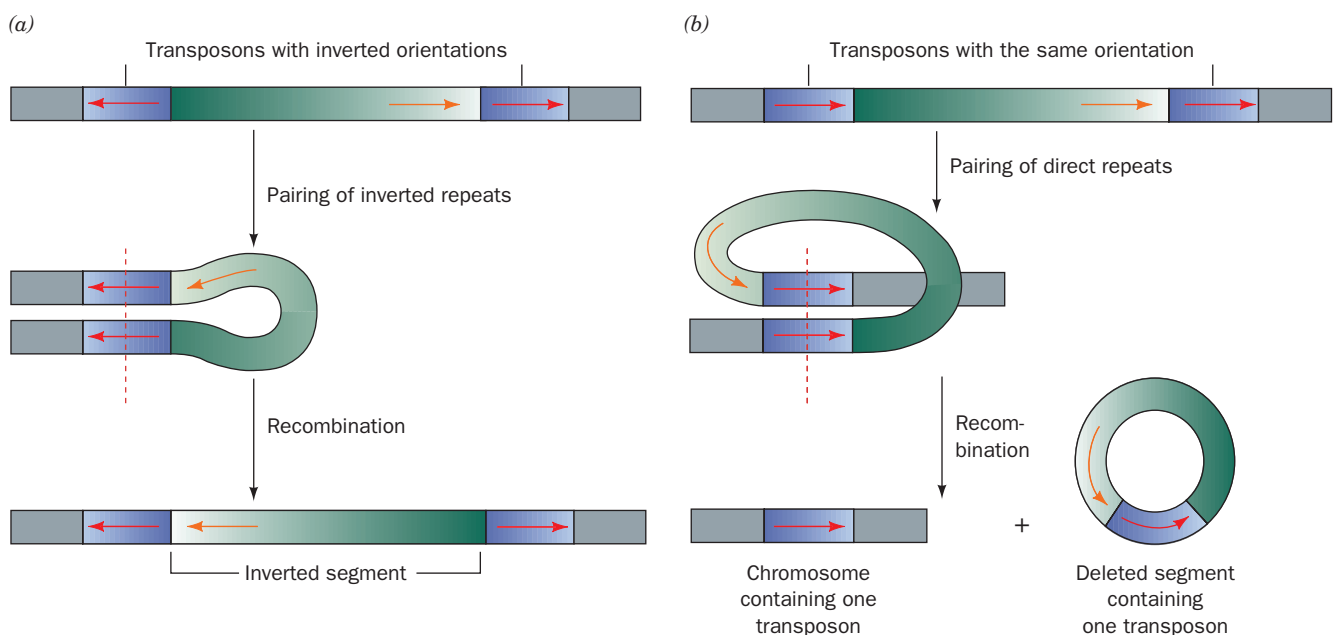 (a)
Transposons with inverted orientations
Pairing of inverted repeats
Recombination
Inverted segment
(b)
Transposons with the same orientation
Pairing of direct repeats
Recom-
bination
+
Chromosome
containing one
transposon
Deleted segment
containing
one transposon